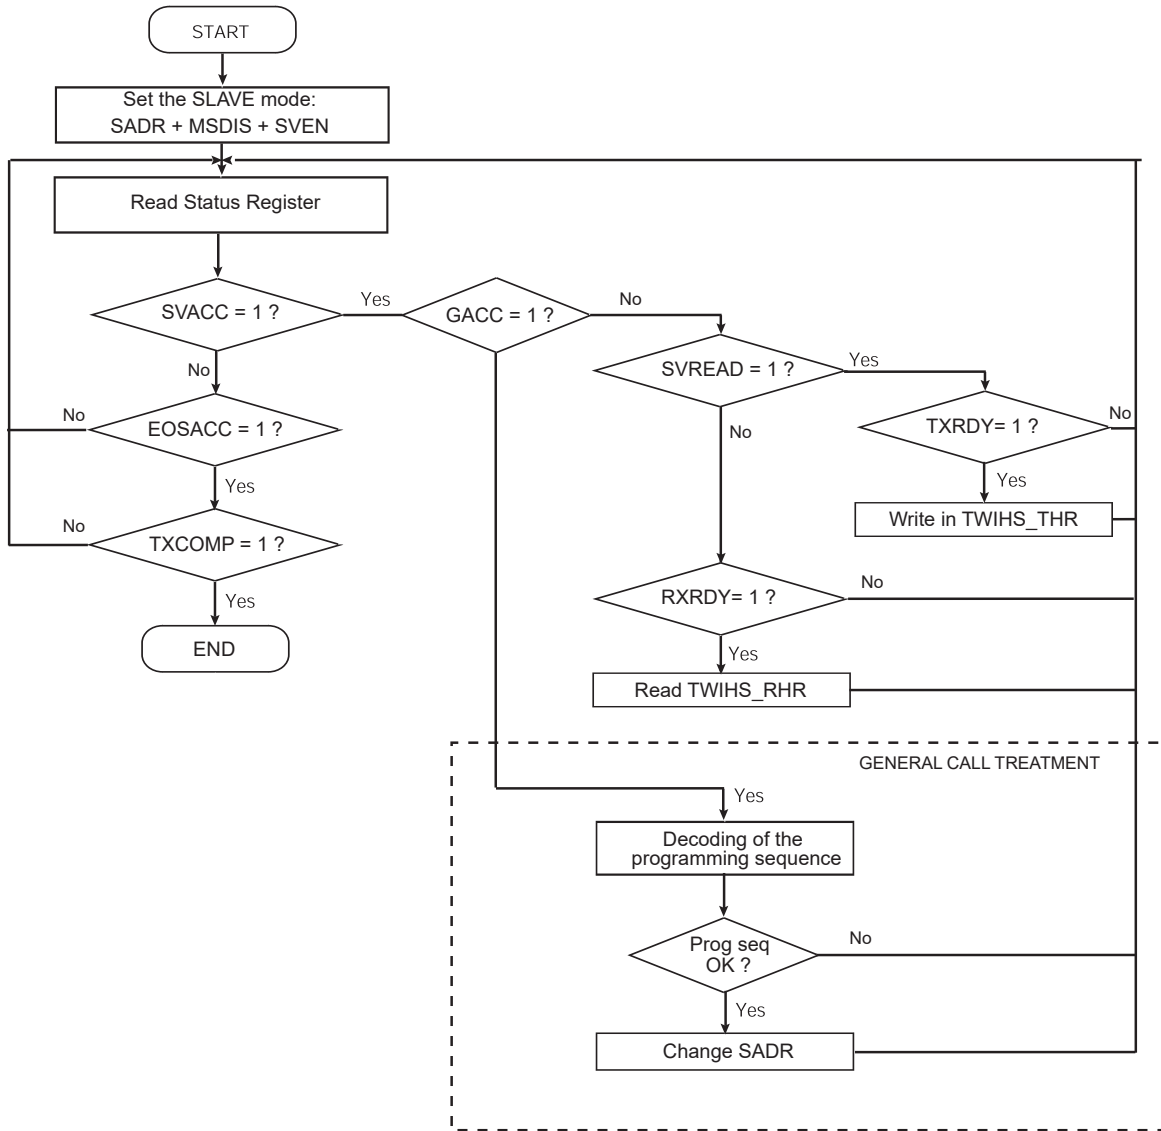 START
Set the SLAVE mode:
SADR + MSDIS + SVEN
Read Status Register
SVACC = 1 ?
Yes
GACC = 1 ?
No
SVREAD = 1 ?
Yes
No
No
EOSACC = 1 ?
TXRDY= 1 ?
No
No
Yes
Yes
Write in TWIHS_THR
No
TXCOMP = 1 ?
Yes
RXRDY= 1 ?
No
END
Yes
Read TWIHS_RHR
GENERAL CALL TREATMENT
Yes
Decoding of the
programming sequence
Prog seq
OK ?
No
Yes
Change SADR